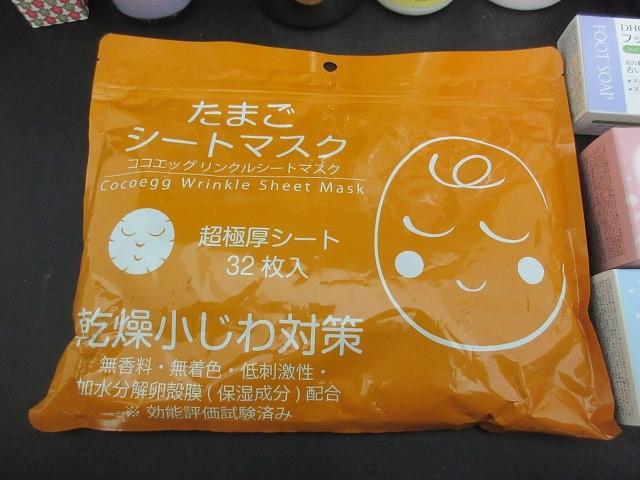 たまご
シートマスク
ココエッグリンクルシートマスク
Cocoegg Wrinkle Sheet Mask
超極厚シート
32枚入
乾燥小じわ対策
無香料・無着色・低刺激性・
加水分解卵殻膜(保湿成分)配合
※ 効能評価試験済み
DHC
FOOT SOAP